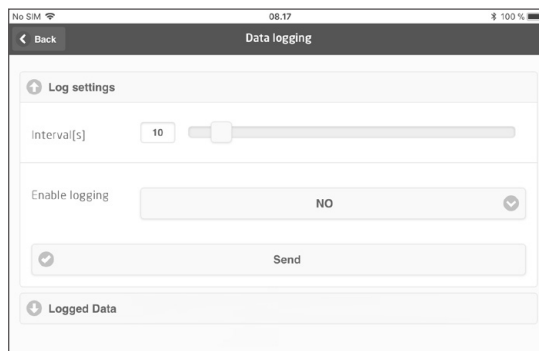 No SIM 08.17 100 %
Back Data logging
Log settings
Interval[s] 10
Enable logging NO
Send
Logged Data